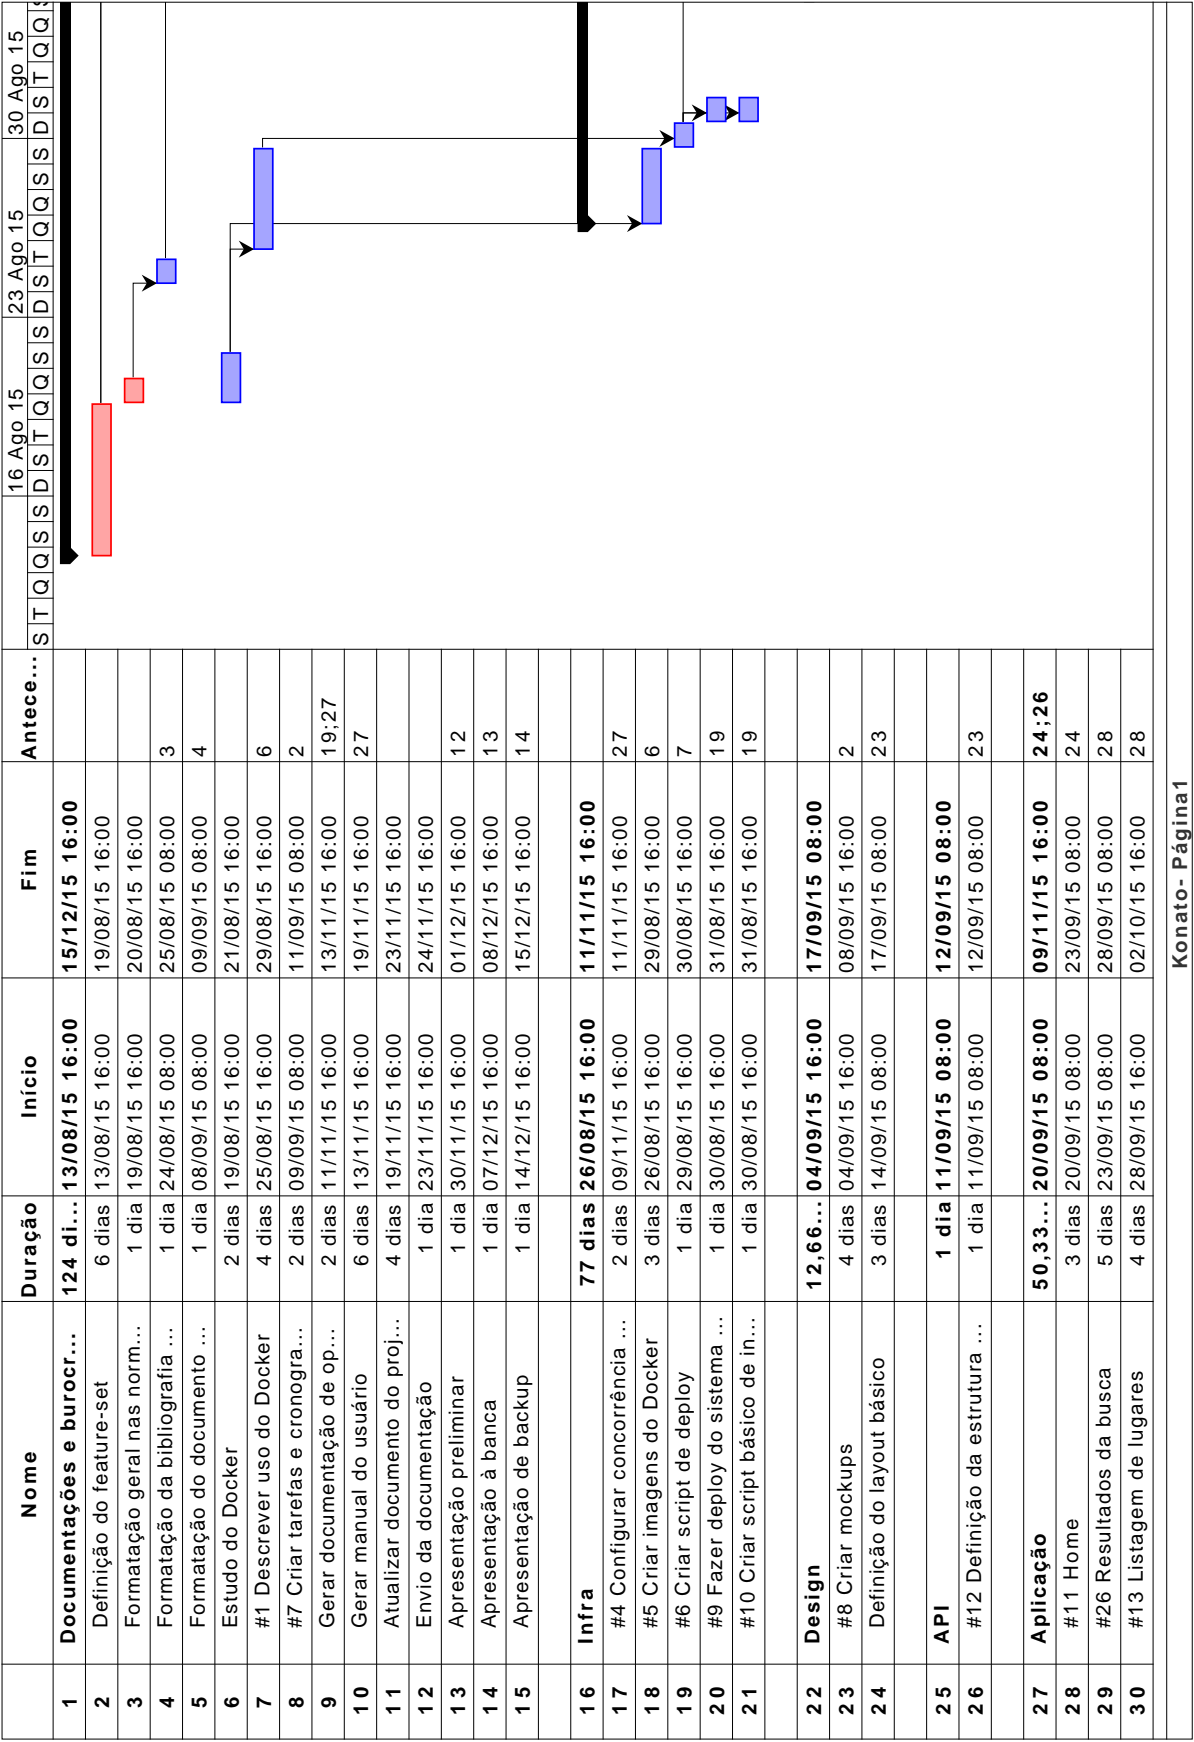 Nome Duração Início Fim Antece... 16 Ago 15 23 Ago 15 30 Ago 15
S T Q Q S S D S T Q Q S S D S T Q Q S S D S T Q Q
1 Documentações e burocr... 124 di... 13/08/15 16:00 15/12/15 16:00
2 Definição do feature-set 6 dias 13/08/15 16:00 19/08/15 16:00
3 Formatação geral nas norm... 1 dia 19/08/15 16:00 20/08/15 16:00
4 Formatação da bibliografia ... 1 dia 24/08/15 08:00 25/08/15 08:00 3
5 Formatação do documento ... 1 dia 08/09/15 08:00 09/09/15 08:00 4
6 Estudo do Docker 2 dias 19/08/15 16:00 21/08/15 16:00
7 #1 Descrever uso do Docker 4 dias 25/08/15 16:00 29/08/15 16:00 6
8 #7 Criar tarefas e cronogra... 2 dias 09/09/15 08:00 11/09/15 08:00 2
9 Gerar documentação de op... 2 dias 11/11/15 16:00 13/11/15 16:00 19;27
10 Gerar manual do usuário 6 dias 13/11/15 16:00 19/11/15 16:00 27
11 Atualizar documento do proj... 4 dias 19/11/15 16:00 23/11/15 16:00
12 Envio da documentação 1 dia 23/11/15 16:00 24/11/15 16:00
13 Apresentação preliminar 1 dia 30/11/15 16:00 01/12/15 16:00 12
14 Apresentação à banca 1 dia 07/12/15 16:00 08/12/15 16:00 13
15 Apresentação de backup 1 dia 14/12/15 16:00 15/12/15 16:00 14
16 Infra 77 dias 26/08/15 16:00 11/11/15 16:00
17 #4 Configurar concorrência ... 2 dias 09/11/15 16:00 11/11/15 16:00 27
18 #5 Criar imagens do Docker 3 dias 26/08/15 16:00 29/08/15 16:00 6
19 #6 Criar script de deploy 1 dia 29/08/15 16:00 30/08/15 16:00 7
20 #9 Fazer deploy do sistema ... 1 dia 30/08/15 16:00 31/08/15 16:00 19
21 #10 Criar script básico de in... 1 dia 30/08/15 16:00 31/08/15 16:00 19
22 Design 12,66... 04/09/15 16:00 17/09/15 08:00
23 #8 Criar mockups 4 dias 04/09/15 16:00 08/09/15 16:00 2
24 Definição do layout básico 3 dias 14/09/15 08:00 17/09/15 08:00 23
25 API 1 dia 11/09/15 08:00 12/09/15 08:00
26 #12 Definição da estrutura ... 1 dia 11/09/15 08:00 12/09/15 08:00 23
27 Aplicação 50,33... 20/09/15 08:00 09/11/15 16:00 24;26
28 #11 Home 3 dias 20/09/15 08:00 23/09/15 08:00 24
29 #26 Resultados da busca 5 dias 23/09/15 08:00 28/09/15 08:00 28
30 #13 Listagem de lugares 4 dias 28/09/15 16:00 02/10/15 16:00 28
Konato- Página1